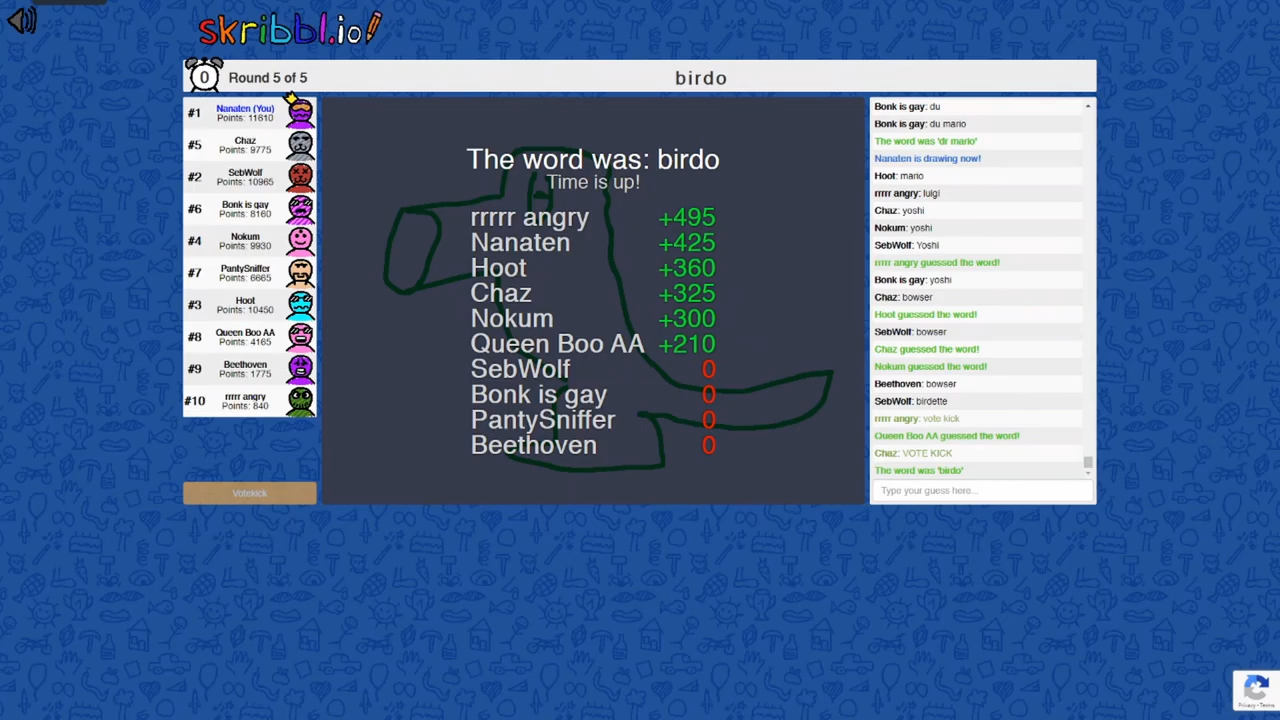 skribbl.io
0
Round 5 of 5
birdo
#1
Nanaten (You)
Points: 11610
#5
Chaz
Points: 9775
#2
SebWolf
Points: 10965
#6
Bonk is gay
Points: 8160
#4
Nokum
Points: 9930
#7
PantySniffer
Points: 6665
#3
Hoot
Points: 10450
#8
Queen Boo AA
Points: 4165
#9
Beethoven
Points: 1775
#10
rrrrr angry
Points: 840
Votekick
The word was: birdo
Time is up!
rrrrr angry +495
Nanaten +425
Hoot +360
Chaz +325
Nokum +300
Queen Boo AA +210
SebWolf 0
Bonk is gay 0
PantySniffer 0
Beethoven 0
Bonk is gay: du
Bonk is gay: du mario
The word was 'dr mario'
Nanaten is drawing now!
Hoot: mario
rrrrr angry: luigi
Chaz: yoshi
Nokum: yoshi
SebWolf: Yoshi
rrrrr angry guessed the word!
Bonk is gay: yoshi
Chaz: bowser
Hoot guessed the word!
SebWolf: bowser
Chaz guessed the word!
Nokum guessed the word!
Beethoven: bowser
SebWolf: birdette
rrrrr angry: vote kick
Queen Boo AA guessed the word!
Chaz: VOTE KICK
The word was 'birdo'
Type your guess here...
Privacy - Terms